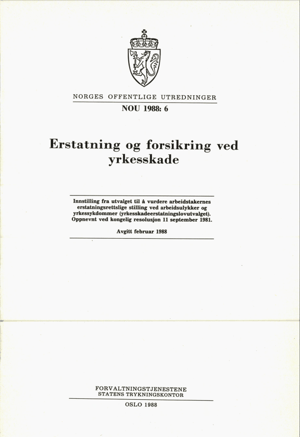 NORGES OFFENTLIGE UTREDNINGER
NOU 1988: 6
Erstatning og forsikring ved
yrkesskade
Innstilling fra utvalget til å vurdere arbeidstakernes
erstatningsrettslige stilling ved arbeidsulykker og
yrkessykdommer (yrkesskadeerstatningslovutvalget).
Oppnevnt ved kongelig resolusjon 11 september 1981.
Avgitt februar 1988
FORVALTNINGSTJENESTENE
STATENS TRYKNINGSKONTOR
OSLO 1988